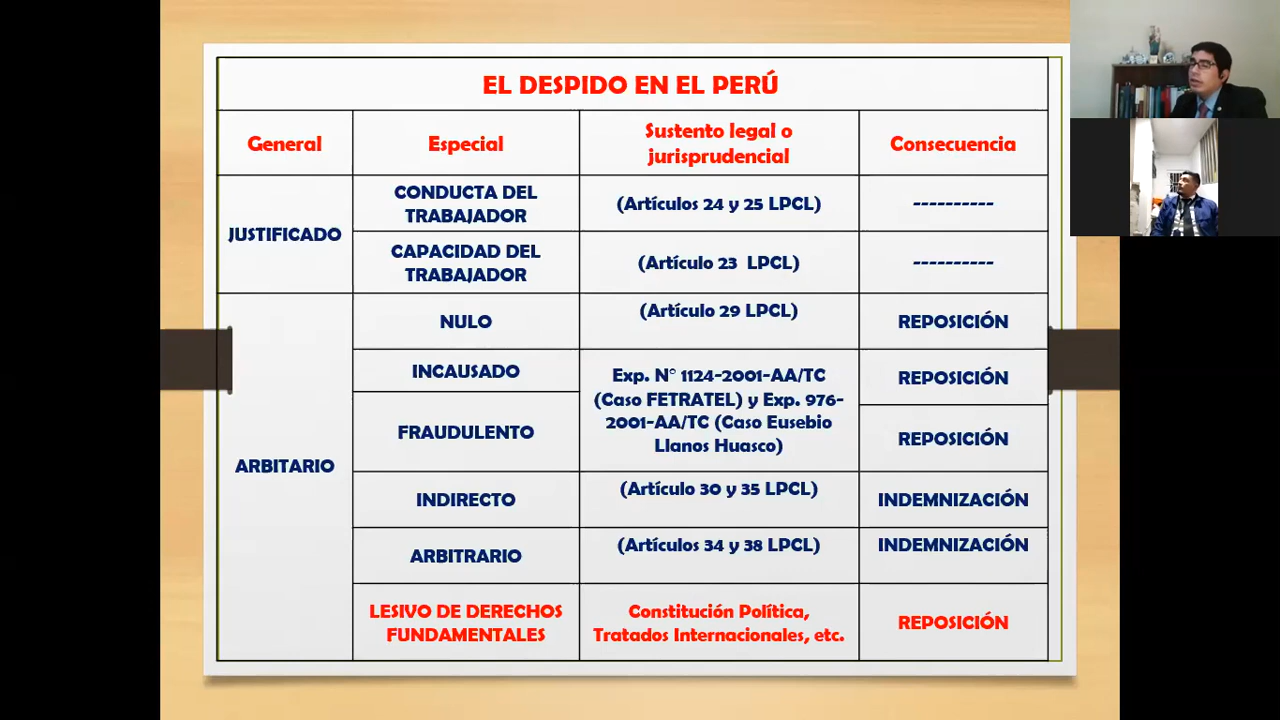 EL DESPIDO EN EL PERÚ
General
Especial
Sustento legal o
jurisprudencial
Consecuencia
JUSTIFICADO
CONDUCTA DEL
TRABAJADOR
(Artículos 24 y 25 LPCL)
----------
CAPACIDAD DEL
TRABAJADOR
(Artículo 23 LPCL)
----------
ARBITARIO
NULO
(Artículo 29 LPCL)
REPOSICIÓN
INCAUSADO
Exp. N° 1124-2001-AA/TC
(Caso FETRATEL) y Exp. 976-
2001-AA/TC (Caso Eusebio
Llanos Huasco)
REPOSICIÓN
FRAUDULENTO
REPOSICIÓN
INDIRECTO
(Artículo 30 y 35 LPCL)
INDEMNIZACIÓN
ARBITRARIO
(Artículos 34 y 38 LPCL)
INDEMNIZACIÓN
LESIVO DE DERECHOS
FUNDAMENTALES
Constitución Política,
Tratados Internacionales, etc.
REPOSICIÓN